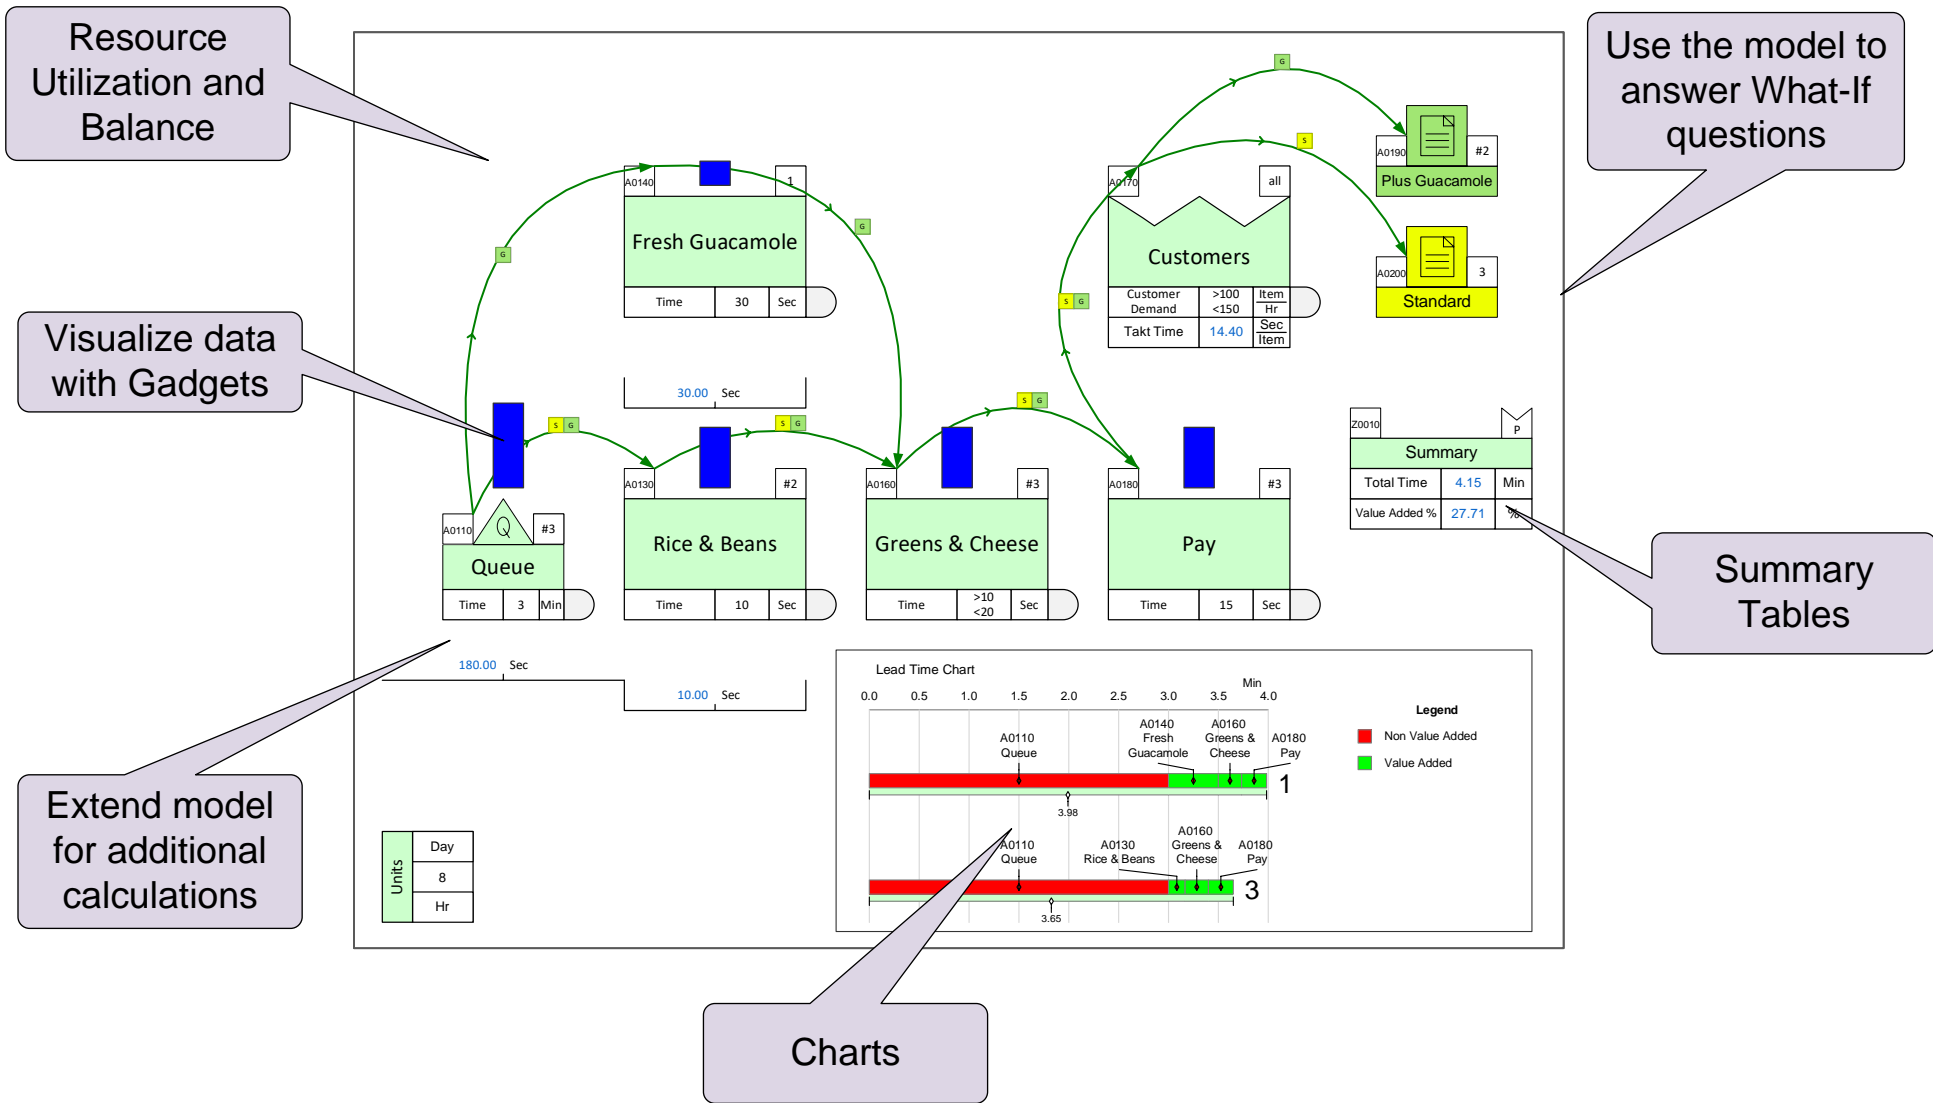 Resource
Utilization and
Balance
Use the model to
answer What-If
questions
Visualize data
with Gadgets
Extend model
for additional
calculations
Summary
Tables
Charts
G
G
G
S
S G
S G
S G
S G
A0140
1
Fresh Guacamole
Time 30 Sec
30.00 Sec
A0170
all
Customers
Customer
Demand
>100
<150
Item
Hr
Takt Time
14.40
Sec
Item
A0190
#2
Plus Guacamole
A0200
3
Standard
A0110
Q
#3
Queue
Time 3 Min
180.00 Sec
A0130
#2
Rice & Beans
Time 10 Sec
10.00 Sec
A0160
#3
Greens & Cheese
Time
>10
<20
Sec
A0180
#3
Pay
Time 15 Sec
Z0010
P
Summary
Total Time 4.15 Min
Value Added % 27.71 %
Units
Day
8
Hr
Lead Time Chart
Min
0.0 0.5 1.0 1.5 2.0 2.5 3.0 3.5 4.0
A0110
Queue
A0140
Fresh
Guacamole
A0160
Greens &
Cheese
A0180
Pay
1
3.98
A0110
Queue
A0130
Rice & Beans
A0160
Greens &
Cheese
A0180
Pay
3
3.65
Legend
Non Value Added
Value Added